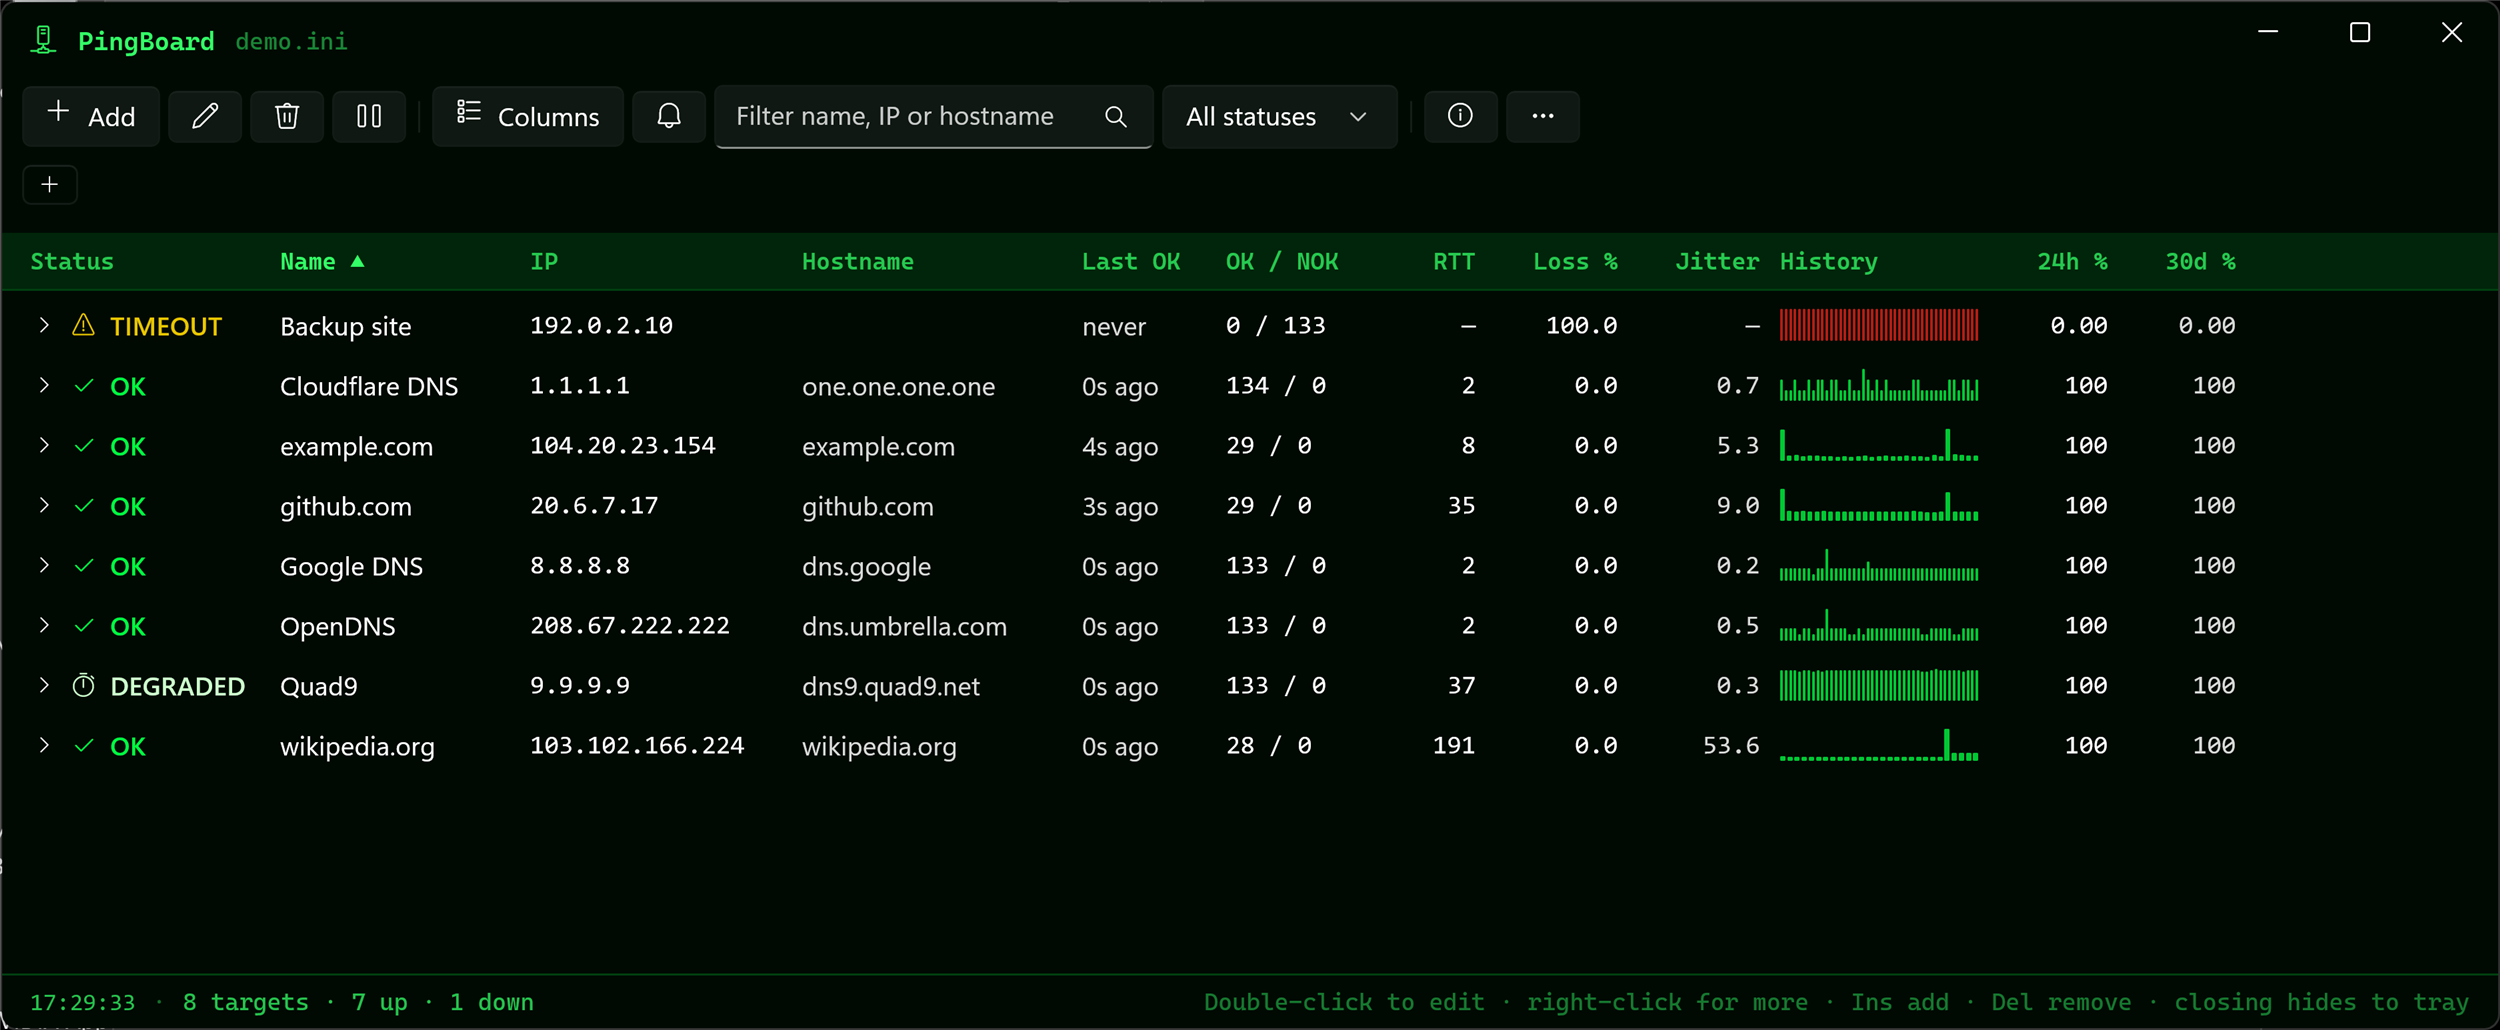 PingBoard demo.ini
Add Columns Filter name, IP or hostname All statuses
Status Name ▲ IP Hostname Last OK OK / NOK RTT Loss % Jitter History 24h % 30d %
TIMEOUT Backup site 192.0.2.10 never 0 / 133 — 100.0 — 0.00 0.00
OK Cloudflare DNS 1.1.1.1 one.one.one.one 0s ago 134 / 0 2 0.0 0.7 100 100
OK example.com 104.20.23.154 example.com 4s ago 29 / 0 8 0.0 5.3 100 100
OK github.com 20.6.7.17 github.com 3s ago 29 / 0 35 0.0 9.0 100 100
OK Google DNS 8.8.8.8 dns.google 0s ago 133 / 0 2 0.0 0.2 100 100
OK OpenDNS 208.67.222.222 dns.umbrella.com 0s ago 133 / 0 2 0.0 0.5 100 100
DEGRADED Quad9 9.9.9.9 dns9.quad9.net 0s ago 133 / 0 37 0.0 0.3 100 100
OK wikipedia.org 103.102.166.224 wikipedia.org 0s ago 28 / 0 191 0.0 53.6 100 100
17:29:33 · 8 targets · 7 up · 1 down Double-click to edit · right-click for more · Ins add · Del remove · closing hides to tray